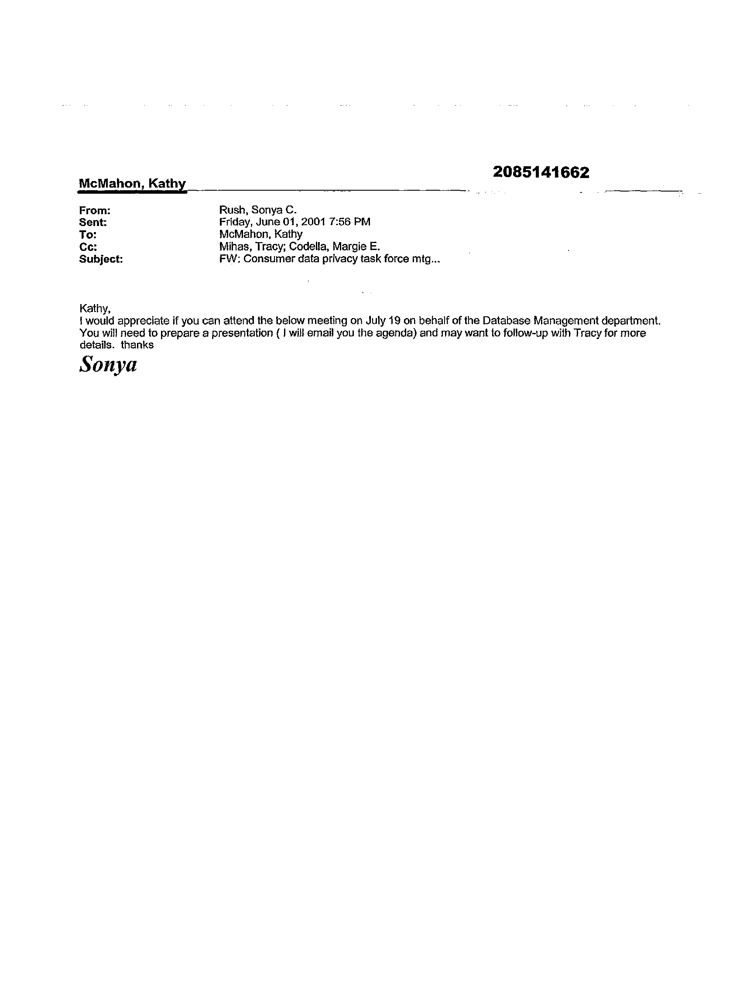 2085141662
McMahon, Kathy
From: Rush, Sonya C.
Sent: Friday, June 01, 2001 7:56 PM
To: McMahon, Kathy
Cc: Mihas, Tracy; Codella, Margie E.
Subject: FW: Consumer data privacy task force mtg...
Kathy,
I would appreciate if you can attend the below meeting on July 19 on behalf of the Database Management department.
You will need to prepare a presentation ( I will email you the agenda) and may want to follow-up with Tracy for more
details. thanks
Sonya